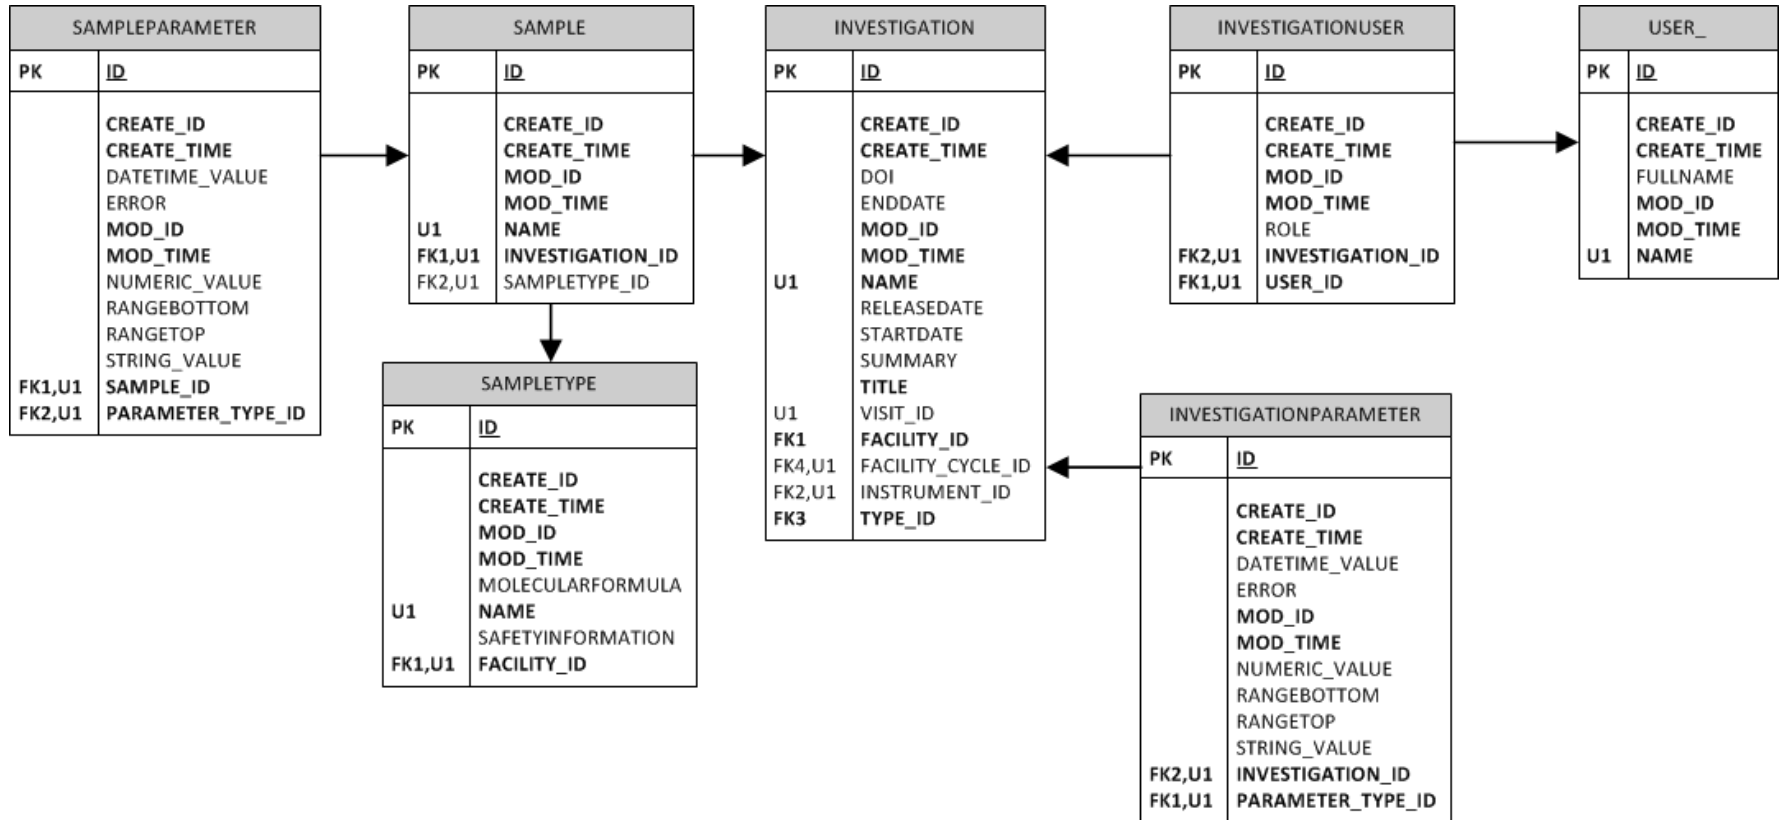 SAMPLEPARAMETER
PK ID
CREATE_ID
CREATE_TIME
DATETIME_VALUE
ERROR
MOD_ID
MOD_TIME
NUMERIC_VALUE
RANGEBOTTOM
RANGETOP
STRING_VALUE
FK1,U1 SAMPLE_ID
FK2,U1 PARAMETER_TYPE_ID
SAMPLE
PK ID
CREATE_ID
CREATE_TIME
MOD_ID
MOD_TIME
U1 NAME
FK1,U1 INVESTIGATION_ID
FK2,U1 SAMPLETYPE_ID
SAMPLETYPE
PK ID
CREATE_ID
CREATE_TIME
MOD_ID
MOD_TIME
MOLECULARFORMULA
U1 NAME
SAFETYINFORMATION
FK1,U1 FACILITY_ID
INVESTIGATION
PK ID
CREATE_ID
CREATE_TIME
DOI
ENDDATE
MOD_ID
MOD_TIME
U1 NAME
RELEASEDATE
STARTDATE
SUMMARY
TITLE
U1 VISIT_ID
FK1 FACILITY_ID
FK4,U1 FACILITY_CYCLE_ID
FK2,U1 INSTRUMENT_ID
FK3 TYPE_ID
INVESTIGATIONUSER
PK ID
CREATE_ID
CREATE_TIME
MOD_ID
MOD_TIME
ROLE
FK2,U1 INVESTIGATION_ID
FK1,U1 USER_ID
USER_
PK ID
CREATE_ID
CREATE_TIME
FULLNAME
MOD_ID
MOD_TIME
U1 NAME
INVESTIGATIONPARAMETER
PK ID
CREATE_ID
CREATE_TIME
DATETIME_VALUE
ERROR
MOD_ID
MOD_TIME
NUMERIC_VALUE
RANGEBOTTOM
RANGETOP
STRING_VALUE
FK2,U1 INVESTIGATION_ID
FK1,U1 PARAMETER_TYPE_ID